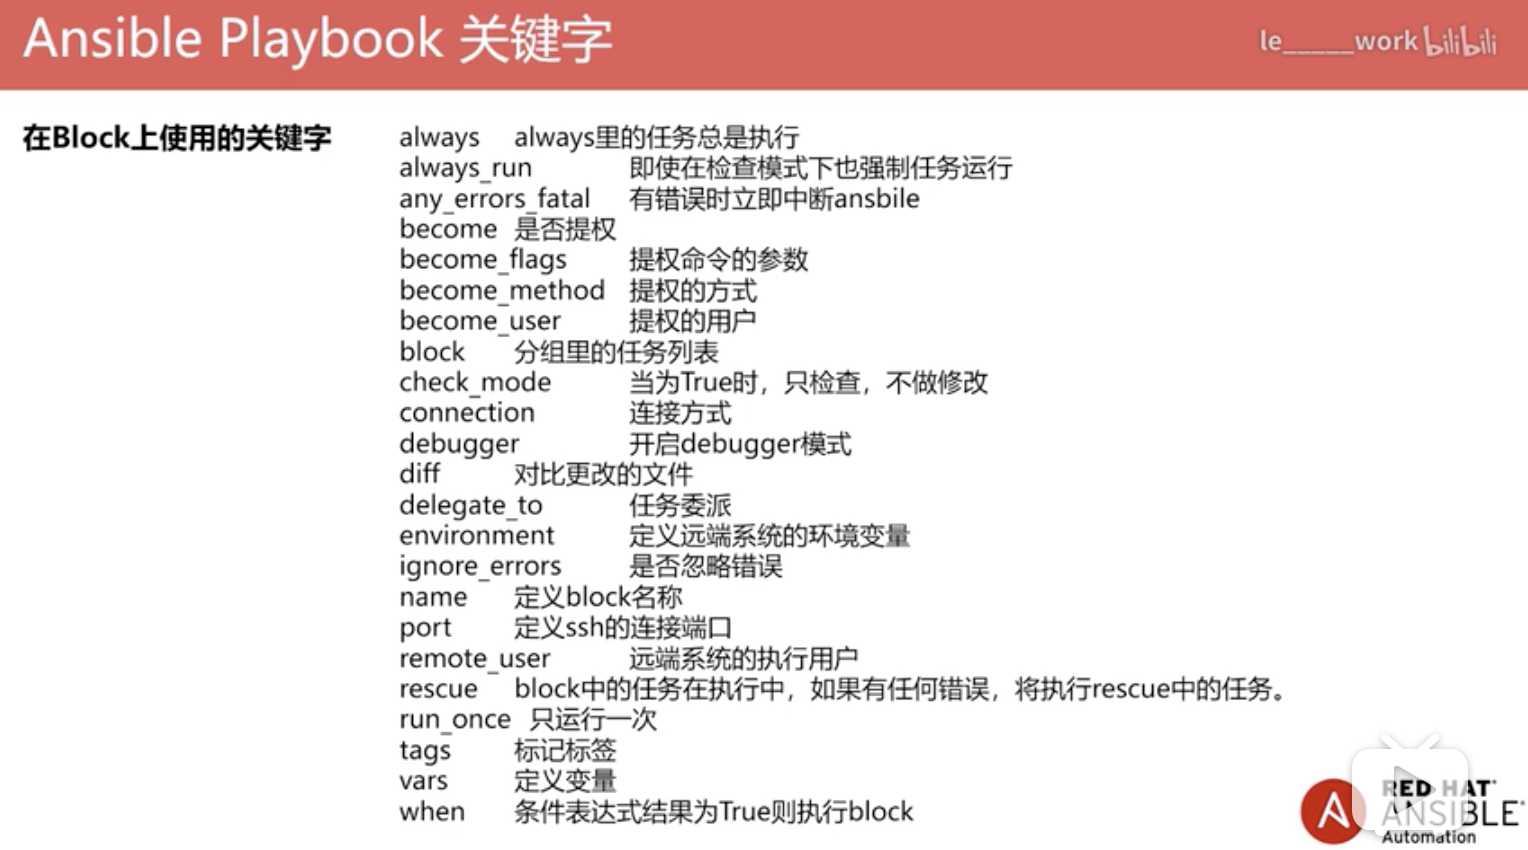 Ansible Playbook 关键字
le_____work bilibili
在Block上使用的关键字
always always里的任务总是执行
always_run 即使在检查模式下也强制任务运行
any_errors_fatal 有错误时立即中断ansbile
become 是否提权
become_flags 提权命令的参数
become_method 提权的方式
become_user 提权的用户
block 分组里的任务列表
check_mode 当为True时，只检查，不做修改
connection 连接方式
debugger 开启debugger模式
diff 对比更改的文件
delegate_to 任务委派
environment 定义远端系统的环境变量
ignore_errors 是否忽略错误
name 定义block名称
port 定义ssh的连接端口
remote_user 远端系统的执行用户
rescue block中的任务在执行中，如果有任何错误，将执行rescue中的任务。
run_once 只运行一次
tags 标记标签
vars 定义变量
when 条件表达式结果为True则执行block
RED HAT
ANSIBLE
Automation